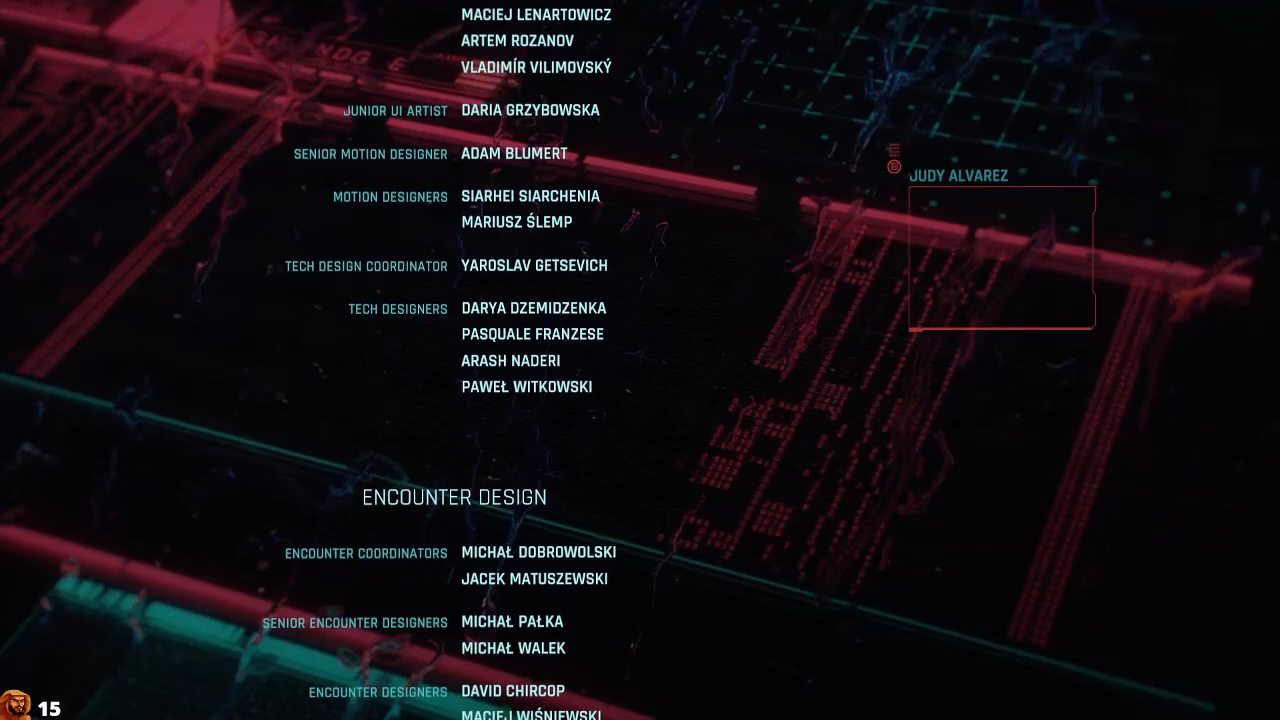 MACIEJ LENARTOWICZ
ARTEM ROZANOV
VLADIMÍR VILIMOVSKÝ
JUNIOR UI ARTIST DARIA GRZYBOWSKA
SENIOR MOTION DESIGNER ADAM BLUMERT
MOTION DESIGNERS SIARHEI SIARCHENIA
MARIUSZ ŚLEMP
TECH DESIGN COORDINATOR YAROSLAV GETSEVICH
TECH DESIGNERS DARYA DZEMIDZENKA
PASQUALE FRANZESE
ARASH NADERI
PAWEŁ WITKOWSKI
JUDY ALVAREZ
ENCOUNTER DESIGN
ENCOUNTER COORDINATORS MICHAŁ DOBROWOLSKI
JACEK MATUSZEWSKI
SENIOR ENCOUNTER DESIGNERS MICHAŁ PAŁKA
MICHAŁ WALEK
ENCOUNTER DESIGNERS DAVID CHIRCOP
MACIEJ WIŚNIEWSKI
15